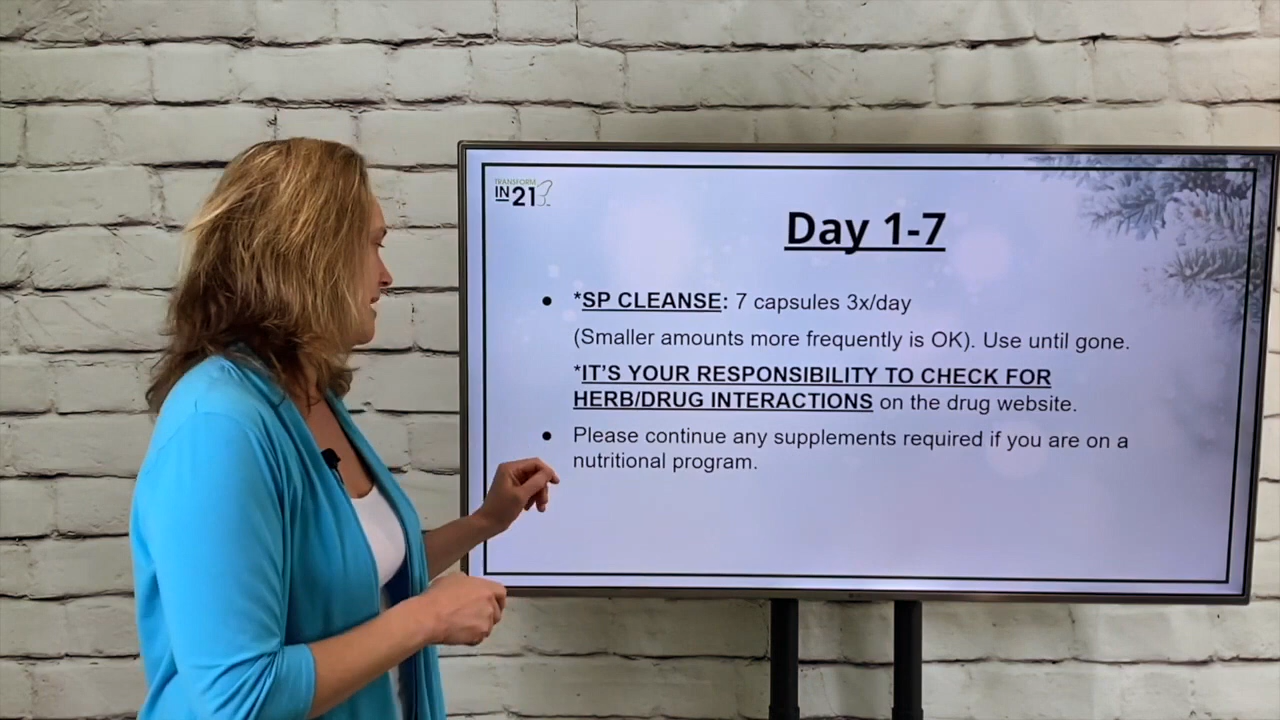 TRANSFORM
IN 21
Day 1-7
• *SP CLEANSE: 7 capsules 3x/day
(Smaller amounts more frequently is OK). Use until gone.
*IT'S YOUR RESPONSIBILITY TO CHECK FOR
HERB/DRUG INTERACTIONS on the drug website.
• Please continue any supplements required if you are on a
nutritional program.